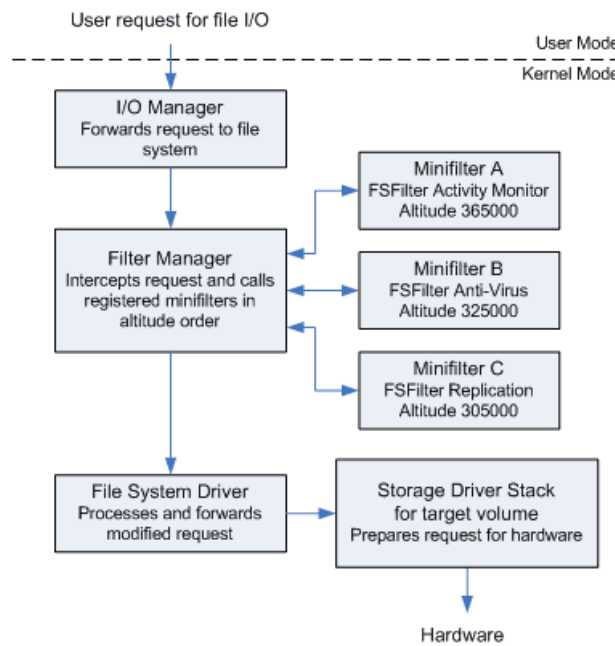 User request for file I/O
User Mode
Kernel Mode
I/O Manager
Forwards request to file
system
Minifilter A
FSFilter Activity Monitor
Altitude 365000
Filter Manager
Intercepts request and calls
registered minifilters in
altitude order
Minifilter B
FSFilter Anti-Virus
Altitude 325000
Minifilter C
FSFilter Replication
Altitude 305000
File System Driver
Processes and forwards
modified request
Storage Driver Stack
for target volume
Prepares request for hardware
Hardware